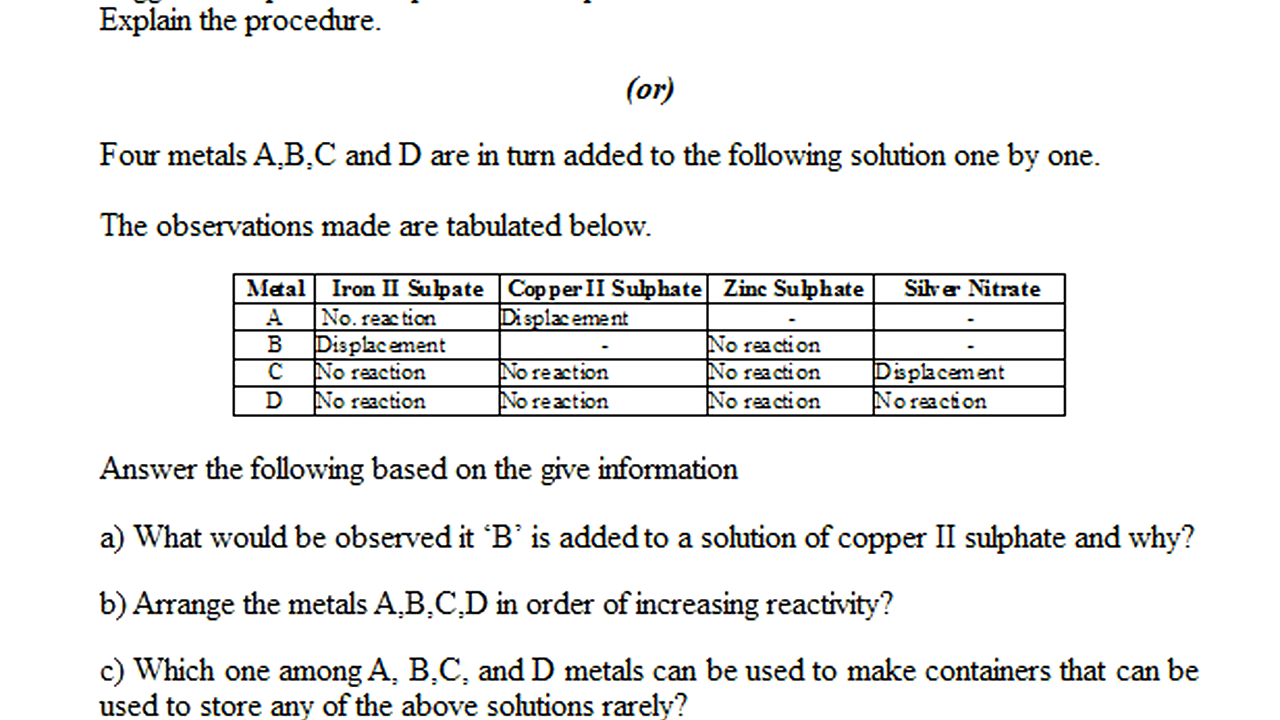 Explain the procedure.
(or)
Four metals A,B,C and D are in turn added to the following solution one by one.
The observations made are tabulated below.
Metal Iron II Sulpate Copper II Sulphate Zinc Sulphate Silver Nitrate
A No. reaction Displacement - -
B Displacement - No reaction -
C No reaction No reaction No reaction Displacement
D No reaction No reaction No reaction No reaction
Answer the following based on the give information
a) What would be observed it ‘B’ is added to a solution of copper II sulphate and why?
b) Arrange the metals A,B,C,D in order of increasing reactivity?
c) Which one among A, B,C, and D metals can be used to make containers that can be
used to store any of the above solutions rarely?